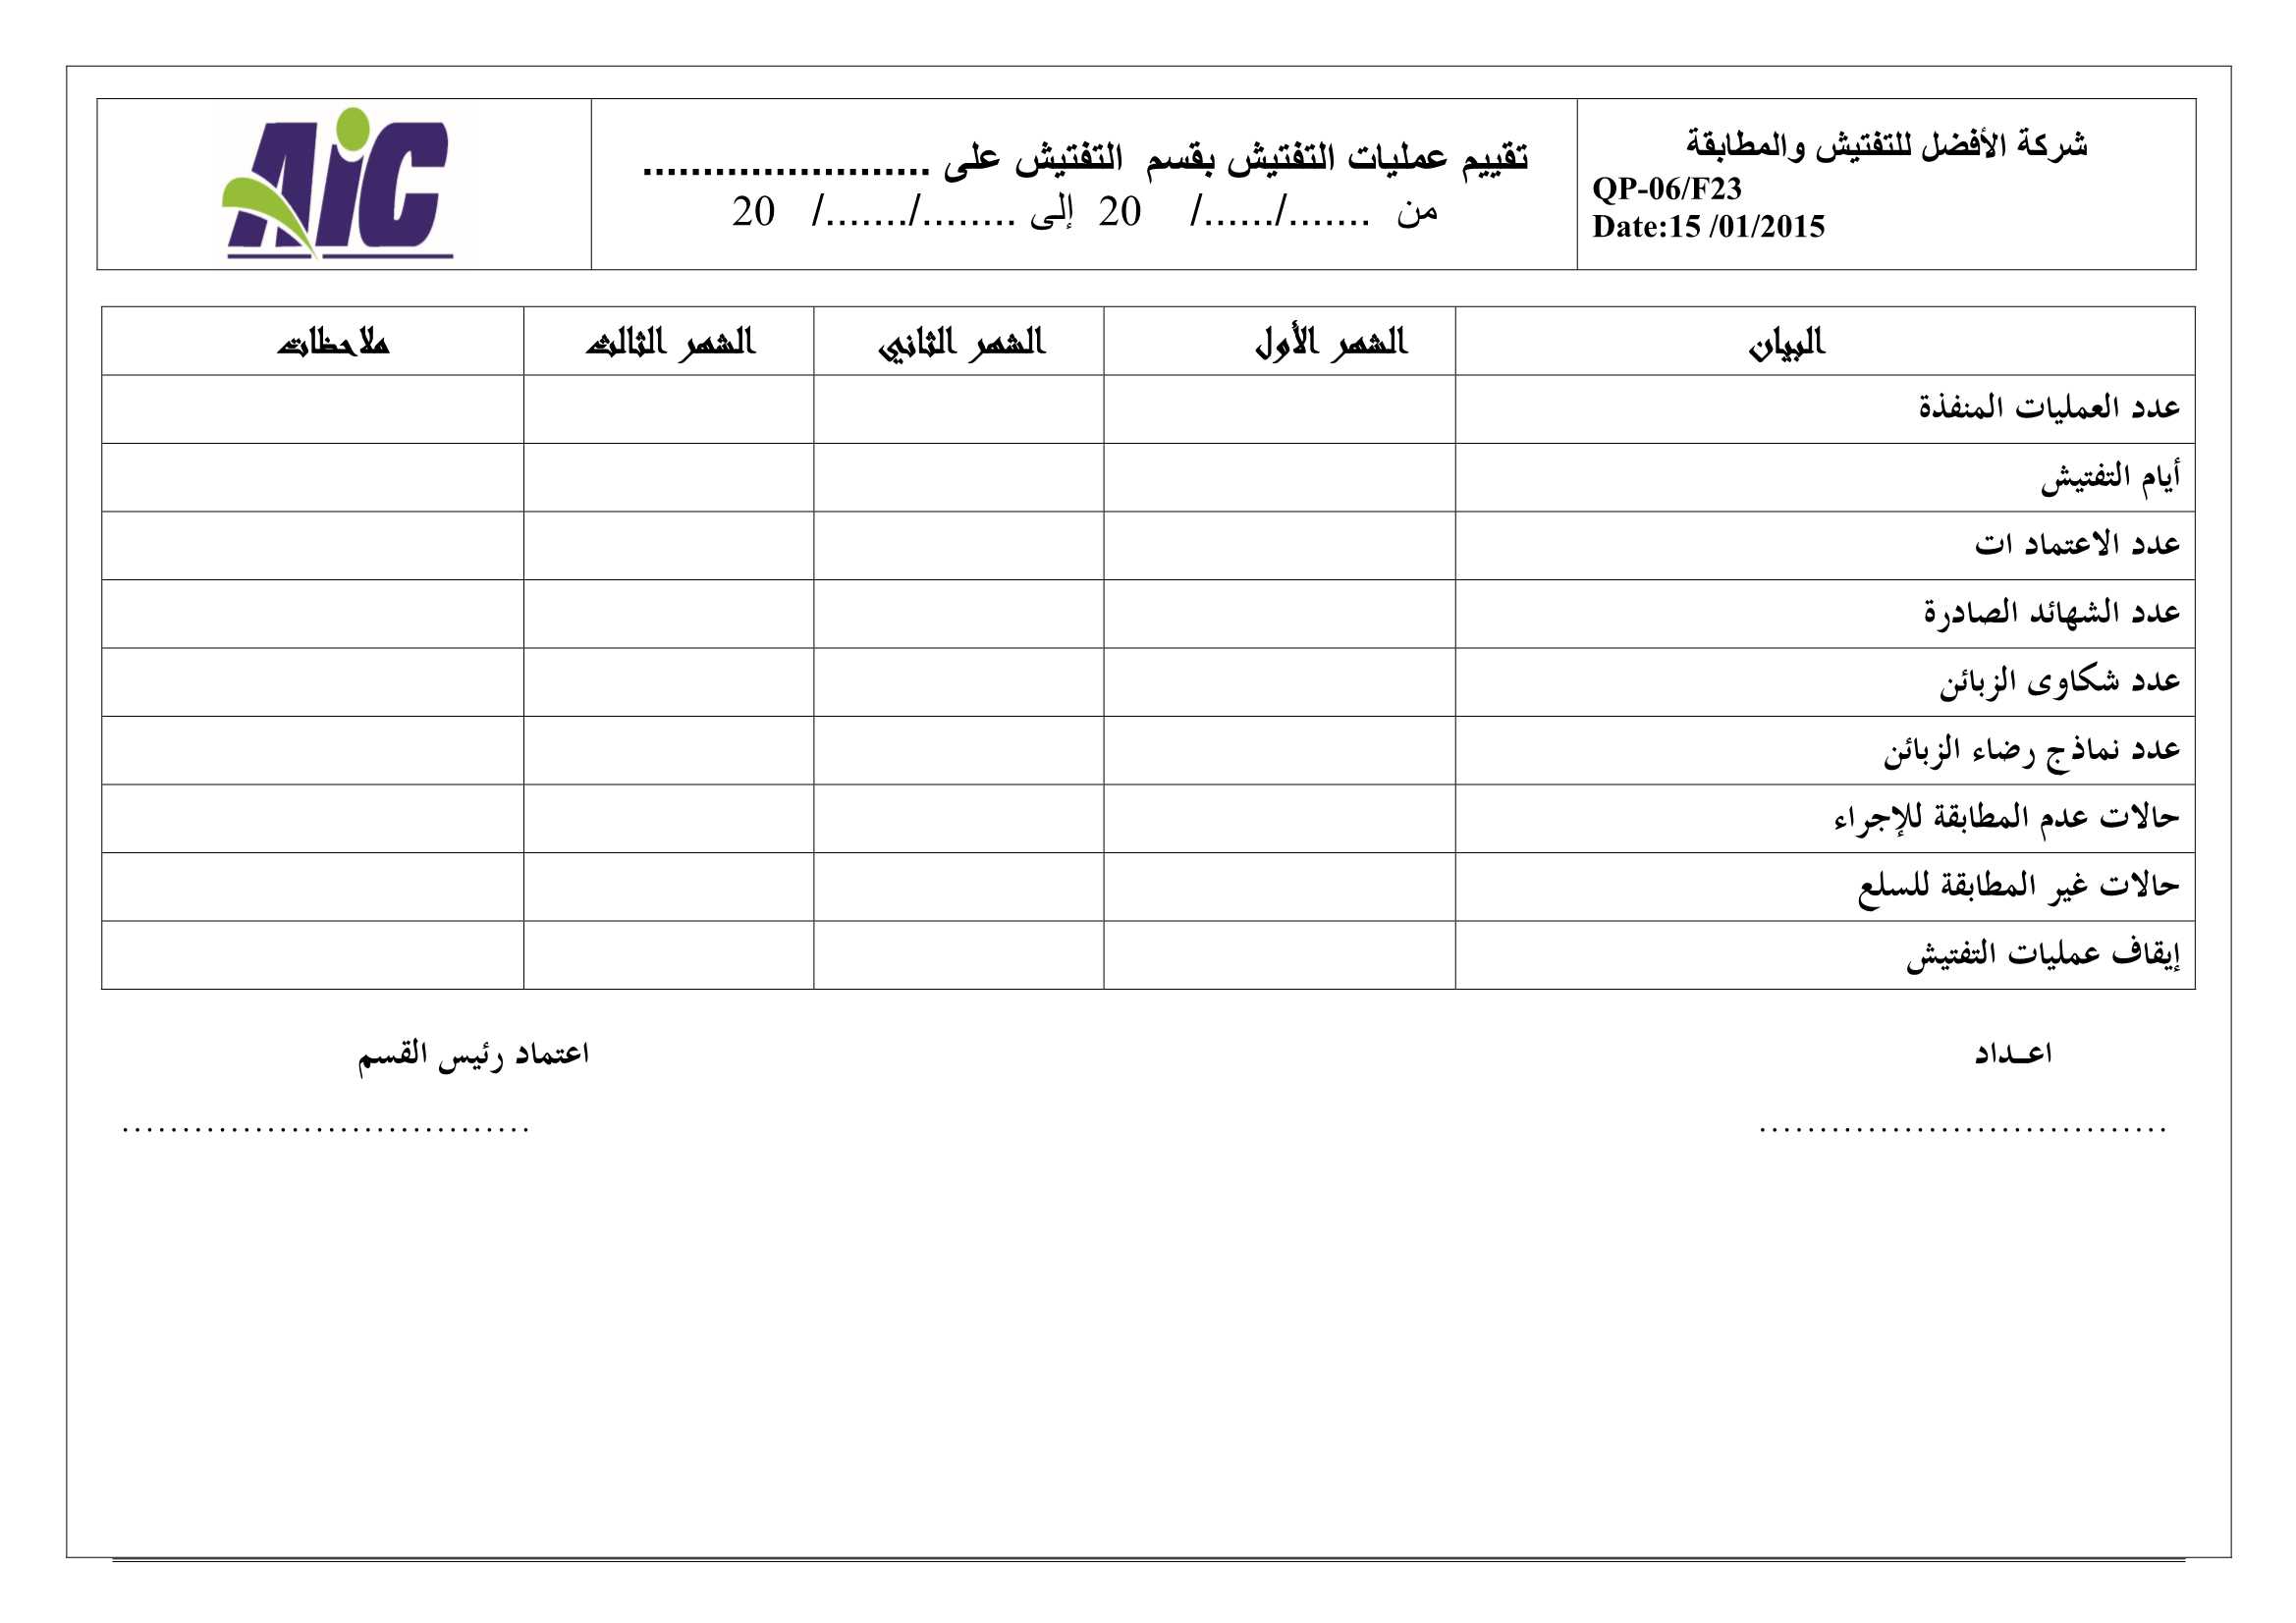 شركة الأفضل للتفتيش والمطابقة
QP-06/F23
Date:15 /01/2015
تقييم عمليات التفتيش بقسم التفتيش على ........................
من ......./....../ 20 إلى ......../......./ 20
AiC
البيان الشهر الأول الشهر الثاني الشهر الثالث ملاحظات
عدد العمليات المنفذة
أيام التفتيش
عدد الاعتماد ات
عدد الشهائد الصادرة
عدد شكاوى الزبائن
عدد نماذج رضاء الزبائن
حالات عدم المطابقة للإجراء
حالات غير المطابقة للسلع
إيقاف عمليات التفتيش
اعــداد اعتماد رئيس القسم
.................................. ..................................